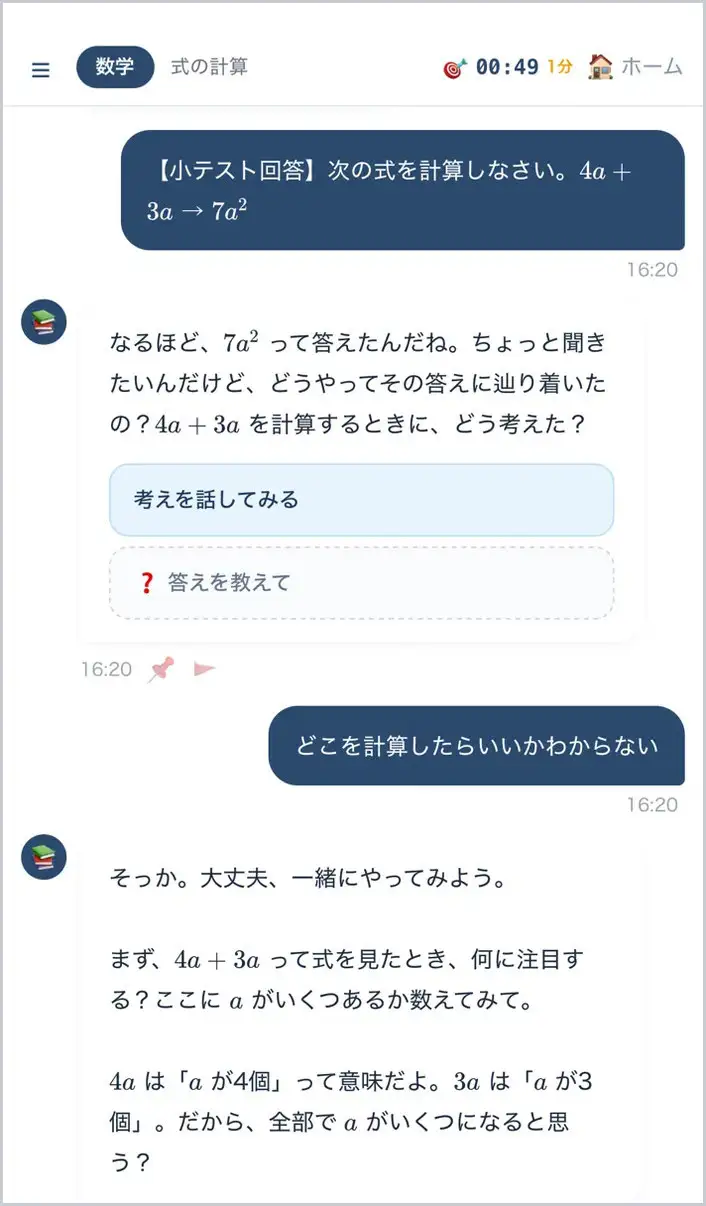 数学 式の計算 00:49 1分 ホーム
【小テスト回答】次の式を計算しなさい。4a +
3a → 7a²
16:20
なるほど、7a² って答えたんだね。ちょっと聞き
たいんだけど、どうやってその答えに辿り着いた
の?4a + 3a を計算するときに、どう考えた?
考えを話してみる
❓ 答えを教えて
16:20
どこを計算したらいいかわからない
16:20
そっか。大丈夫、一緒にやってみよう。
まず、4a + 3a って式を見たとき、何に注目す
る?ここに a がいくつあるか数えてみて。
4a は「a が4個」って意味だよ。3a は「a が3
個」。だから、全部で a がいくつになると思
う?